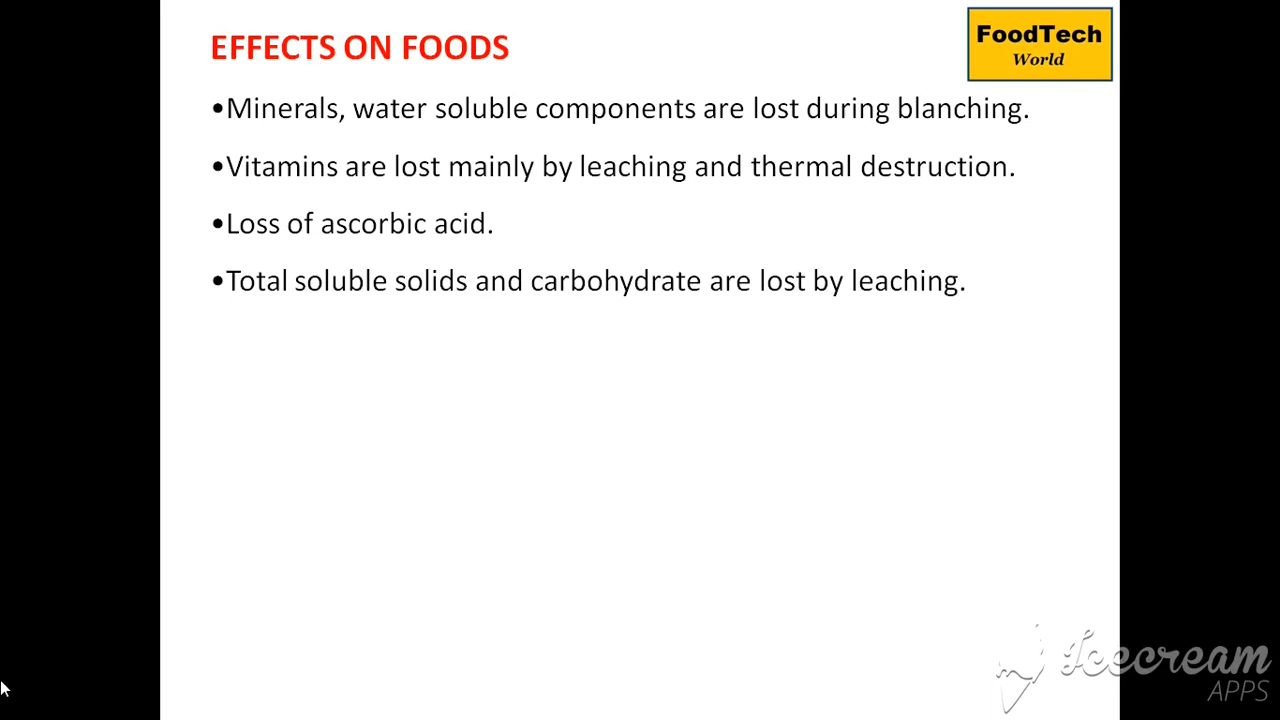 EFFECTS ON FOODS
FoodTech
World
•Minerals, water soluble components are lost during blanching.
•Vitamins are lost mainly by leaching and thermal destruction.
•Loss of ascorbic acid.
•Total soluble solids and carbohydrate are lost by leaching.
Icecream
APPS